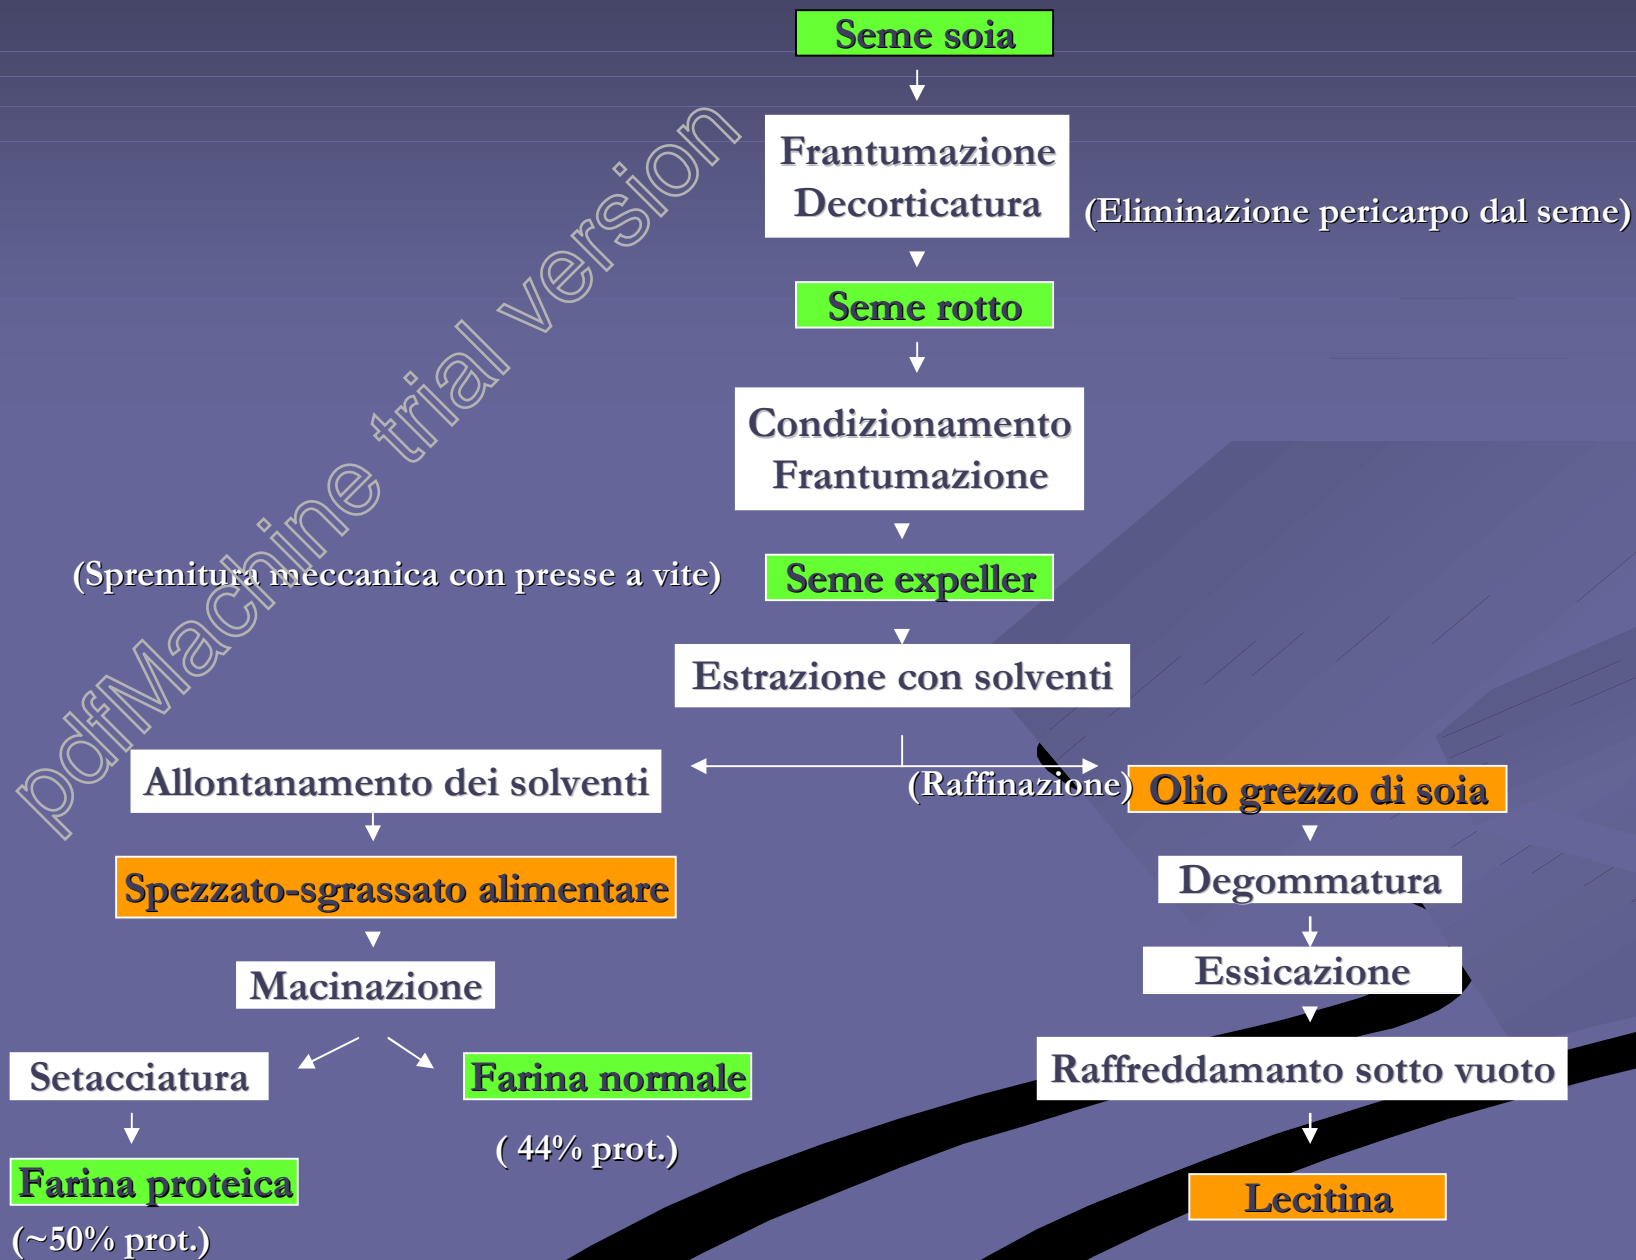 Seme soia
Frantumazione
Decorticatura
(Eliminazione pericarpo dal seme)
Seme rotto
Condizionamento
Frantumazione
(Spremitura meccanica con presse a vite)
Seme expeller
Estrazione con solventi
Allontanamento dei solventi
(Raffinazione)
Olio grezzo di soia
Spezzato-sgrassato alimentare
Degommatura
Macinazione
Essicazione
Setacciatura
Farina normale
Raffreddamanto sotto vuoto
( 44% prot.)
Farina proteica
Lecitina
(~50% prot.)
pdfMachine trial version